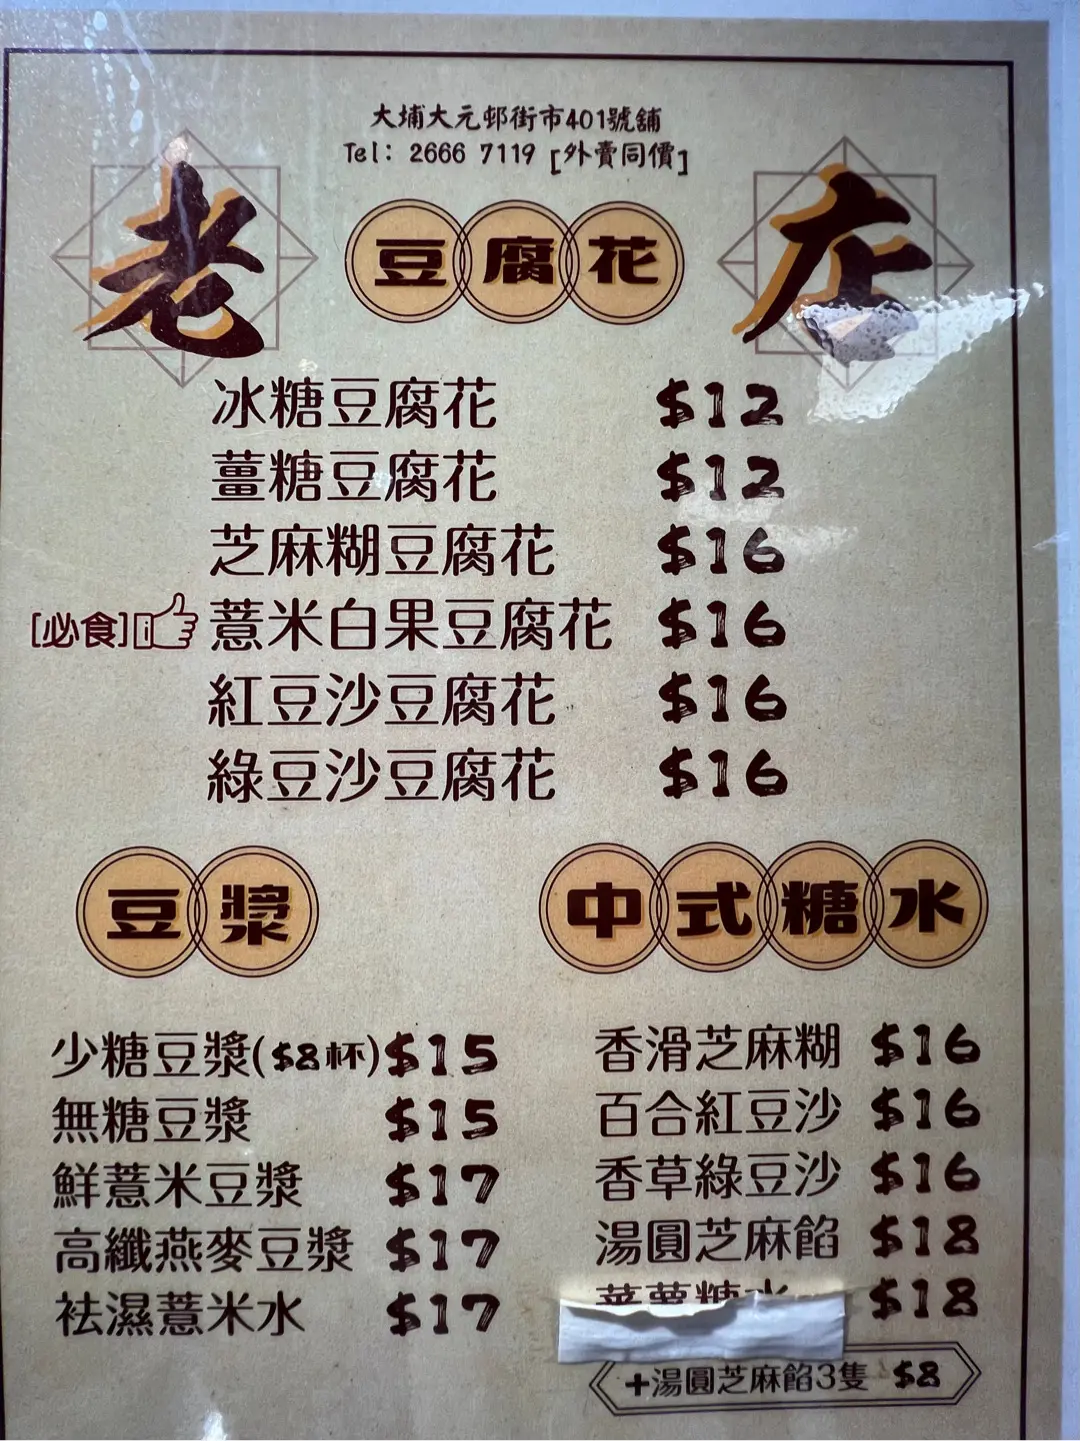 大埔大元邨街市401號舖
Tel: 2666 7119 [外賣同價]
老 豆腐花 庄
冰糖豆腐花 $12
薑糖豆腐花 $12
芝麻糊豆腐花 $16
[必食] 薏米白果豆腐花 $16
紅豆沙豆腐花 $16
綠豆沙豆腐花 $16
豆漿
少糖豆漿($8杯) $15
無糖豆漿 $15
鮮薏米豆漿 $17
高纖燕麥豆漿 $17
袪濕薏米水 $17
中式糖水
香滑芝麻糊 $16
百合紅豆沙 $16
香草綠豆沙 $16
湯圓芝麻餡 $18
糖水 $18
+湯圓芝麻餡3隻 $8